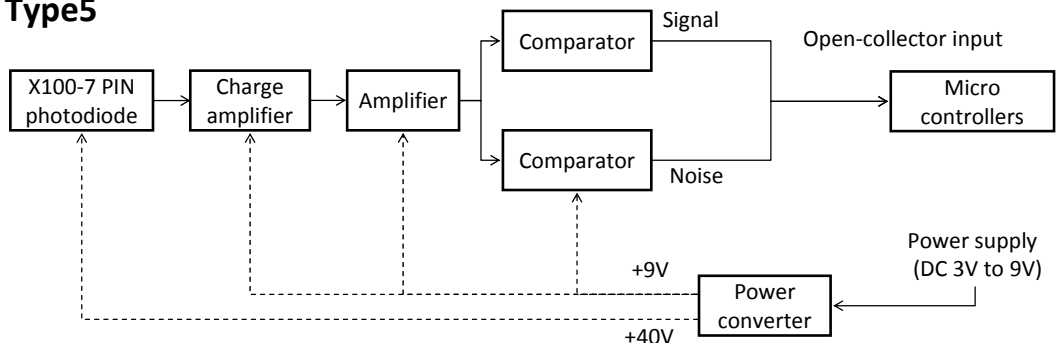 Type5
Signal
Comparator
Open-collector input
X100-7 PIN
photodiode
Charge
amplifier
Amplifier
Micro
controllers
Comparator
Noise
Power supply
(DC 3V to 9V)
+9V
Power
converter
+40V